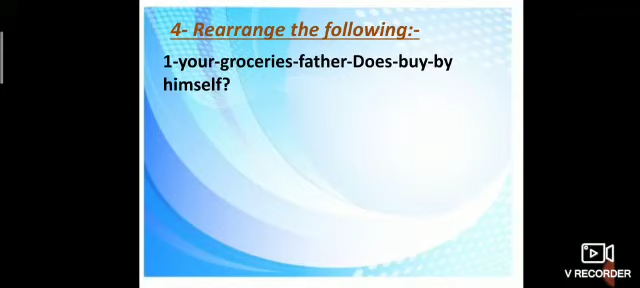 4- Rearrange the following:-
1-your-groceries-father-Does-buy-by
himself?
V RECORDER